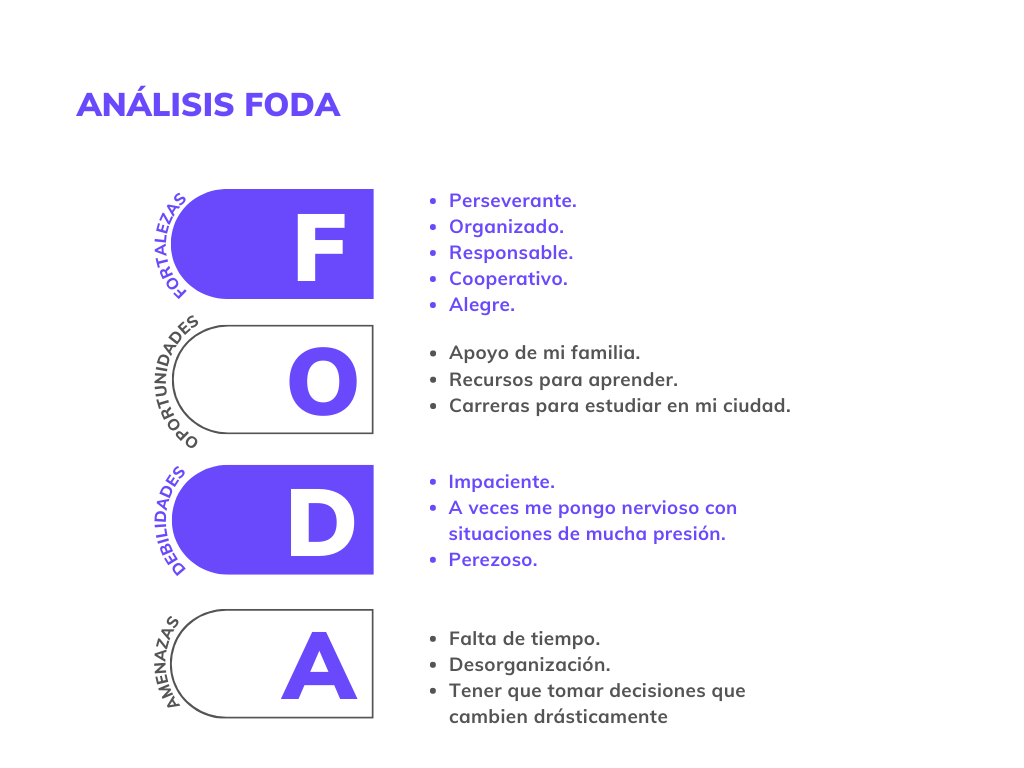 ANÁLISIS FODA
FORTALEZAS
F
Perseverante.
Organizado.
Responsable.
Cooperativo.
Alegre.
OPORTUNIDADES
O
Apoyo de mi familia.
Recursos para aprender.
Carreras para estudiar en mi ciudad.
DEBILIDADES
D
Impaciente.
A veces me pongo nervioso con
situaciones de mucha presión.
Perezoso.
AMENAZAS
A
Falta de tiempo.
Desorganización.
Tener que tomar decisiones que
cambien drásticamente